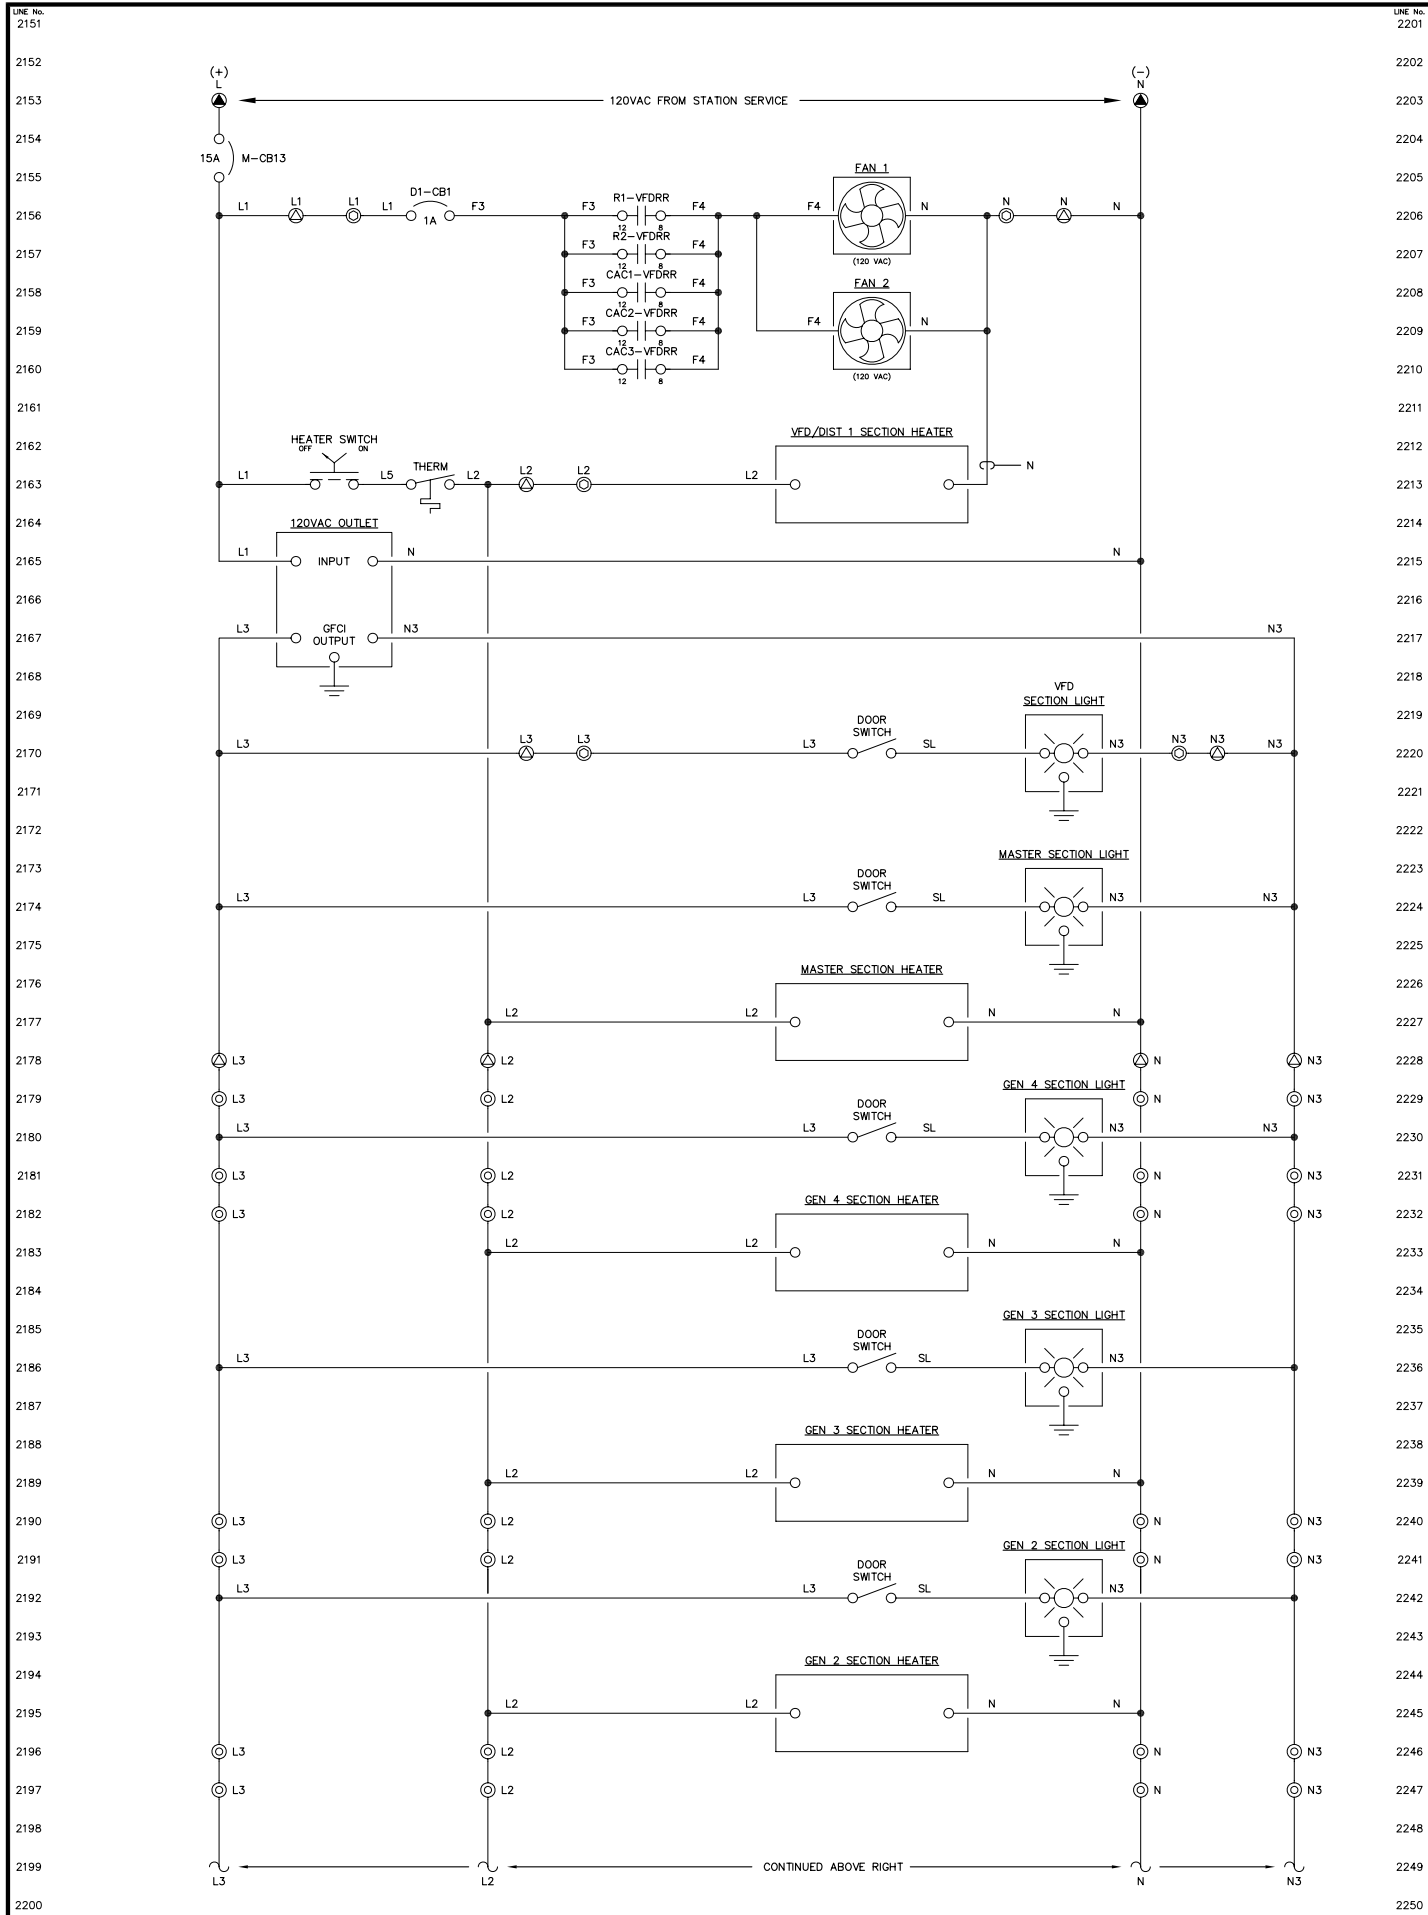 LINE No. LINE No.
2151 2201
2152 2202
(+) (-)
L N
2153 120VAC FROM STATION SERVICE 2203
2154 2204
15A M-CB13
2155 FAN 1 2205
D1-CB1 R1-VFDRR
L1 L1 L1 L1 F3 F3 F4 F4 N N N N
2156 1A 12 8 2206
R2-VFDRR
F3 F4
2157 12 8 (120 VAC) 2207
CAC1-VFDRR FAN 2
F3 F4
2158 12 8 2208
CAC2-VFDRR
F3 F4 F4 N
2159 12 8 2209
CAC3-VFDRR
F3 F4
2160 12 8 (120 VAC) 2210
2161 2211
HEATER SWITCH VFD/DIST 1 SECTION HEATER
2162 OFF ON 2212
THERM N
L1 L5 L2 L2 L2 L2
2163 2213
2164 120VAC OUTLET 2214
L1 N N
2165 INPUT 2215
2166 2216
L3 GFCI N3 N3
2167 OUTPUT 2217
2168 2218
VFD
SECTION LIGHT
2169 2219
DOOR
SWITCH
L3 L3 L3 L3 SL N3 N3 N3 N3
2170 2220
2171 2221
2172 2222
2173 MASTER SECTION LIGHT 2223
DOOR
SWITCH
L3 L3 SL N3 N3
2174 2224
2175 2225
2176 MASTER SECTION HEATER 2226
L2 L2 N N
2177 2227
2178 L3 L2 N N3 2228
GEN 4 SECTION LIGHT
2179 L3 L2 N N3 2229
DOOR
SWITCH
L3 L3 SL N3 N3
2180 2230
2181 L3 L2 N N3 2231
GEN 4 SECTION HEATER
2182 L3 L2 N N3 2232
L2 L2 N N
2183 2233
2184 2234
2185 GEN 3 SECTION LIGHT 2235
DOOR
SWITCH
L3 L3 SL N3
2186 2236
2187 2237
2188 GEN 3 SECTION HEATER 2238
L2 L2 N N
2189 2239
2190 L3 L2 N N3 2240
GEN 2 SECTION LIGHT
2191 L3 L2 N N3 2241
DOOR
SWITCH
L3 L3 SL N3
2192 2242
2193 2243
2194 GEN 2 SECTION HEATER 2244
L2 L2 N N
2195 2245
2196 L3 L2 N N3 2246
2197 L3 L2 N N3 2247
2198 2248
2199 CONTINUED ABOVE RIGHT 2249
L3 L2 N N3
2200 2250